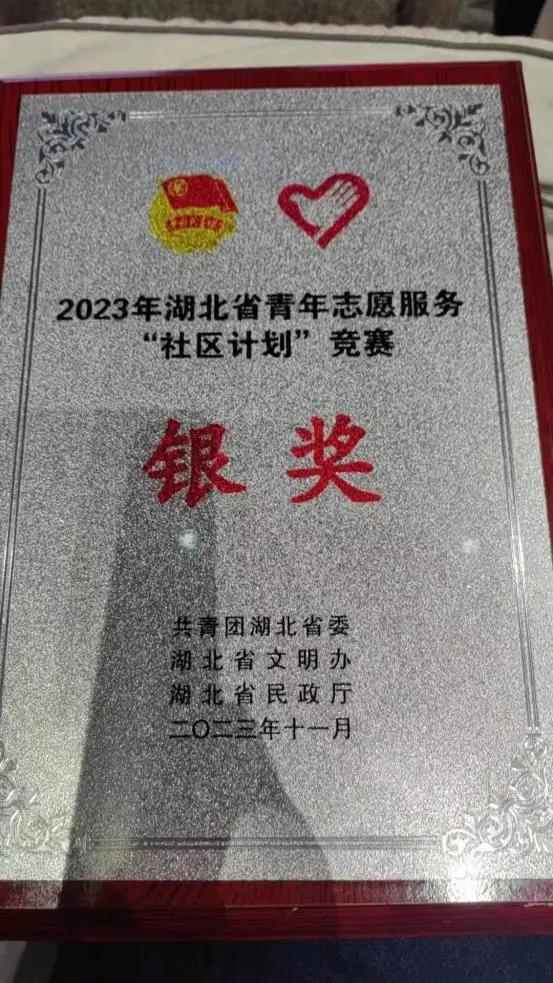 2023年湖北省青年志愿服务
“社区计划”竞赛
银奖
共青团湖北省委
湖北省文明办
湖北省民政厅
二〇二三年十一月